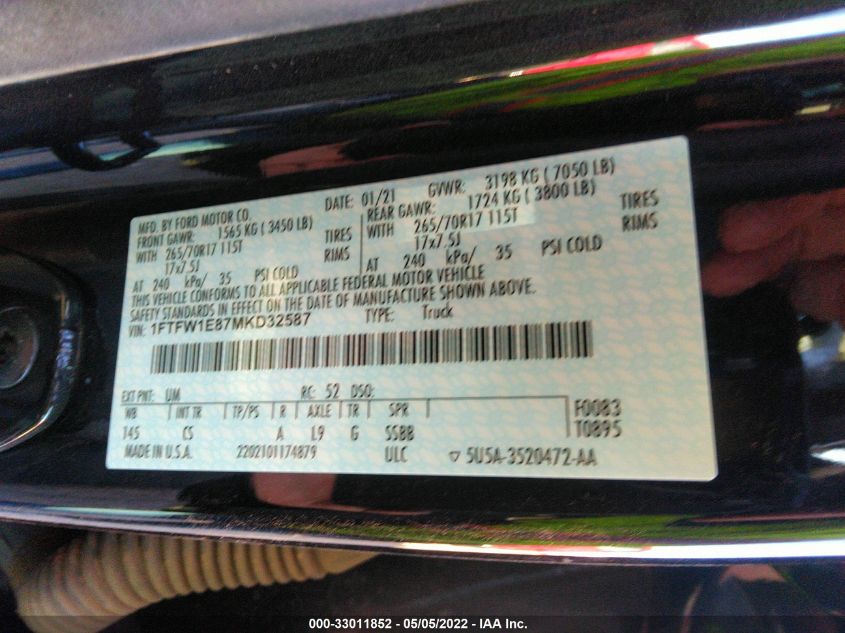 MFD. BY FORD MOTOR CO.
DATE: 01/21 GVWR: 3198 KG ( 7050 LB)
FRONT GAWR: 1565 KG ( 3450 LB)
REAR GAWR: 1724 KG ( 3800 LB)
WITH 265/70R17 115T TIRES
WITH 265/70R17 115T TIRES
17x7.5J RIMS
17x7.5J RIMS
AT 240 kPa/ 35 PSI COLD
AT 240 kPa/ 35 PSI COLD
THIS VEHICLE CONFORMS TO ALL APPLICABLE FEDERAL MOTOR VEHICLE
SAFETY STANDARDS IN EFFECT ON THE DATE OF MANUFACTURE SHOWN ABOVE.
VIN: 1FTFW1E87MKD32587 TYPE: Truck
EXT PNT: UM RC: 52 DSO:
WB INT TR TP/PS R AXLE TR SPR F0083
145 CS A L9 G SSBB T0895
MADE IN U.S.A. 2202101174879 ULC ▽ 5U5A-3520472-AA
000-33011852 - 05/05/2022 - IAA Inc.